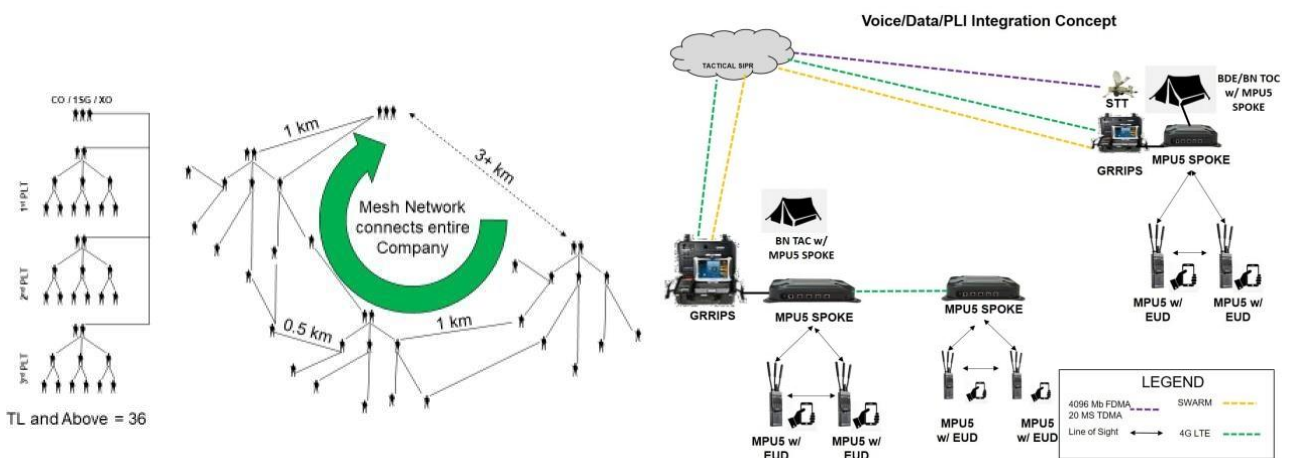 Voice/Data/PLI Integration Concept
CO / 1SG / XO
1st PLT
2nd PLT
3rd PLT
TL and Above = 36
1 km
3+ km
Mesh Network
connects entire
Company
0.5 km
1 km
TACTICAL SIPR
STT
BDE/BN TOC
w/ MPU5
SPOKE
GRRIPS
MPU5 SPOKE
BN TAC w/
MPU5 SPOKE
GRRIPS
MPU5 SPOKE
MPU5 SPOKE
MPU5 w/
EUD
MPU5 w/
EUD
MPU5 w/
EUD
MPU5 w/
EUD
MPU5
w/ EUD
MPU5
w/ EUD
LEGEND
4096 Mb FDMA
20 MS TDMA
SWARM
Line of Sight
4G LTE